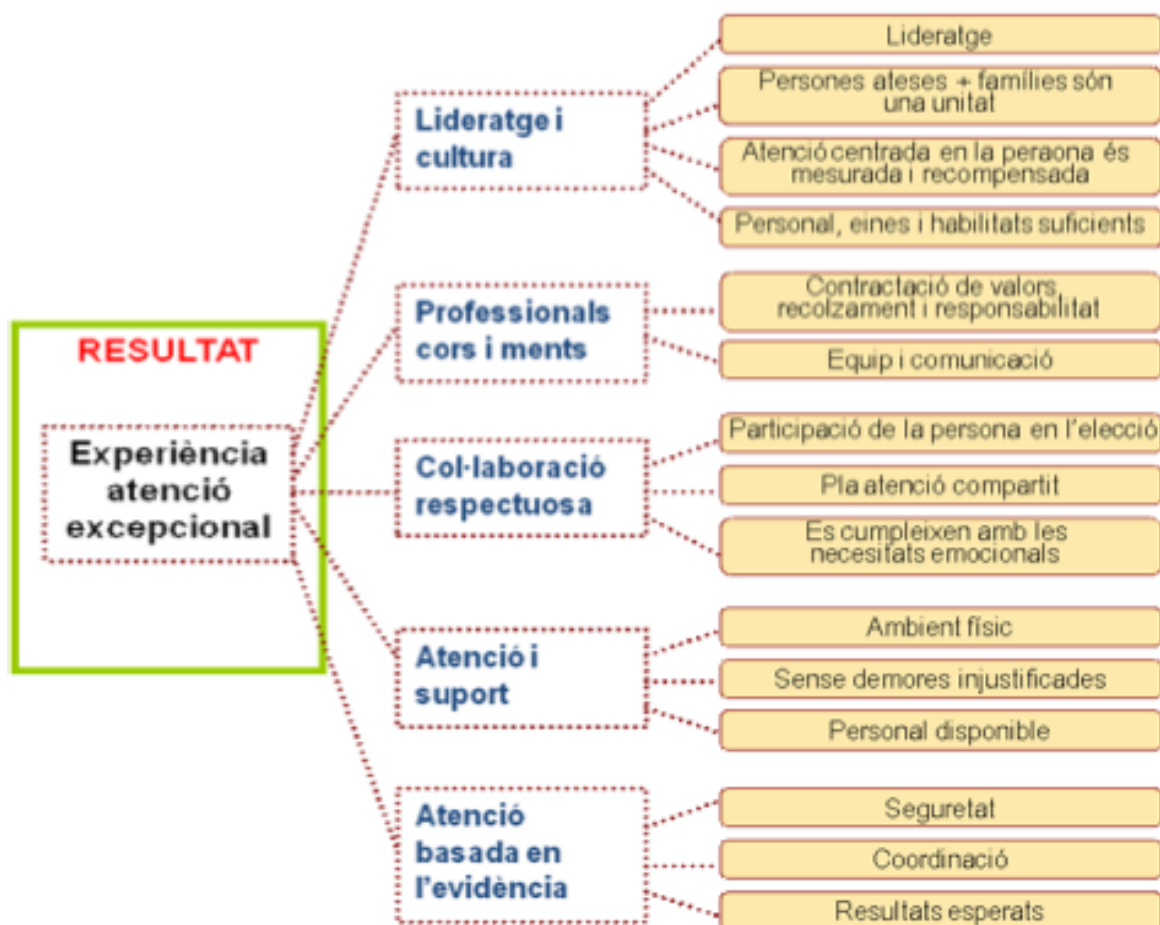 RESULTAT
Experiència
atenció
excepcional
Lideratge i
cultura
Lideratge
Persones ateses + famílies són
una unitat
Atenció centrada en la peraona és
mesurada i recompensada
Personal, eines i habilitats suficients
Professionals
cors i ments
Contractació de valors,
recolzament i responsabilitat
Equip i comunicació
Col·laboració
respectuosa
Participació de la persona en l'elecció
Pla atenció compartit
Es cumpleixen amb les
necesitats emocionals
Atenció i
suport
Ambient físic
Sense demores injustificades
Personal disponible
Atenció
basada en
l'evidència
Seguretat
Coordinació
Resultats esperats